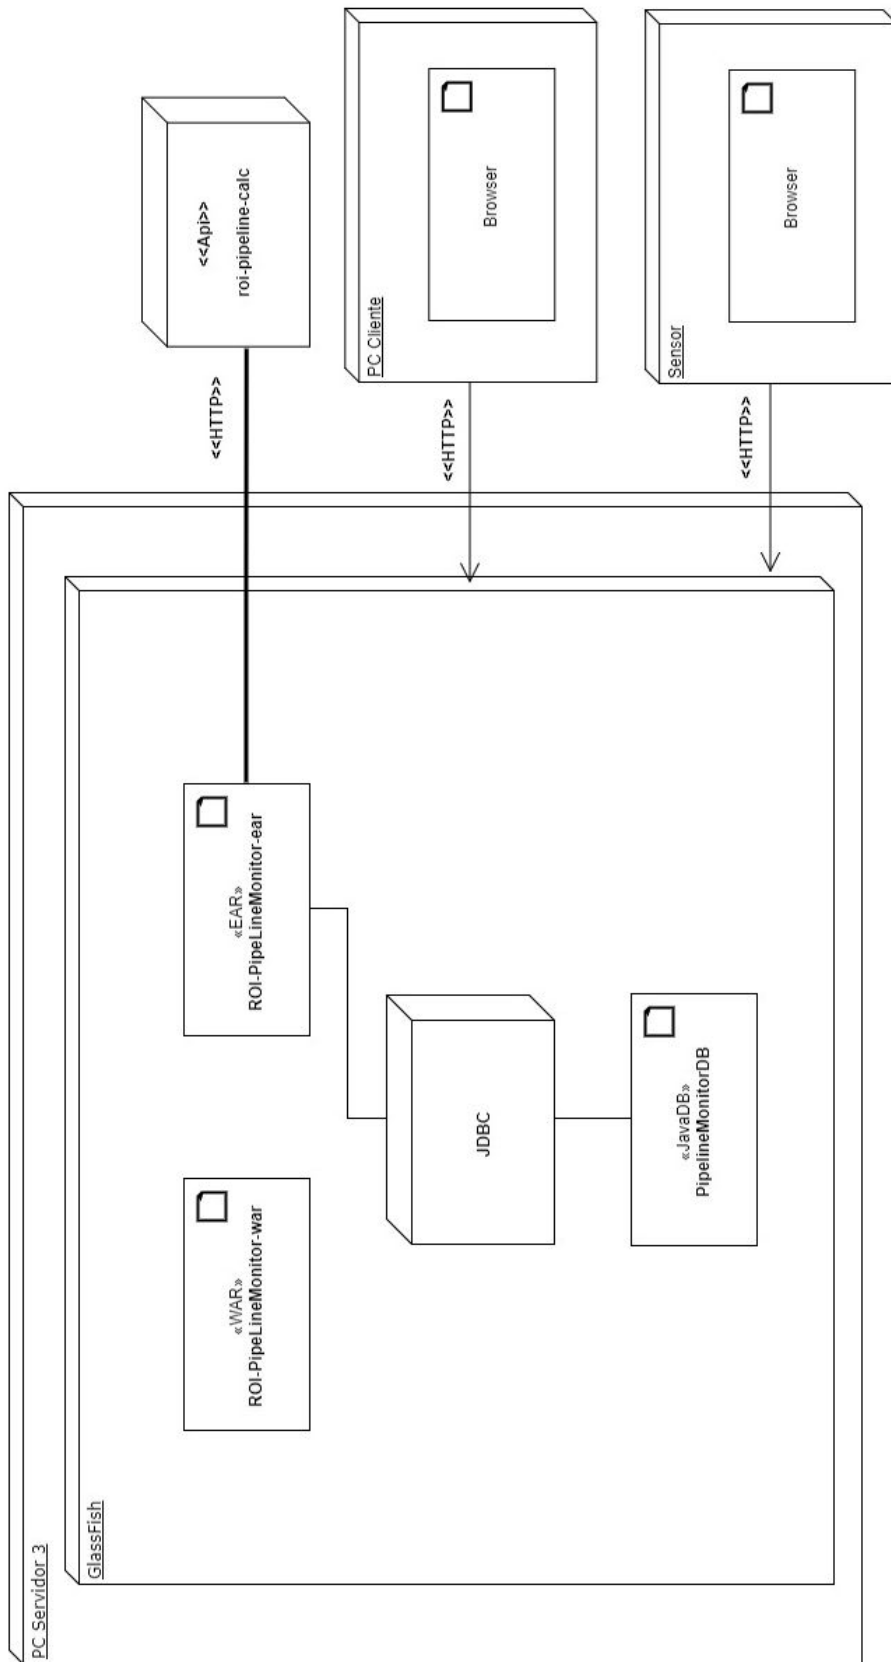 PC Servidor 3
GlassFish
«WAR»
ROI-PipeLineMonitor-war
«EAR»
ROI-PipeLineMonitor-ear
<<HTTP>>
<<Api>>
roi-pipeline-calc
JDBC
«JavaDB»
PipelineMonitorDB
<<HTTP>>
PC Cliente
Browser
<<HTTP>>
Sensor
Browser